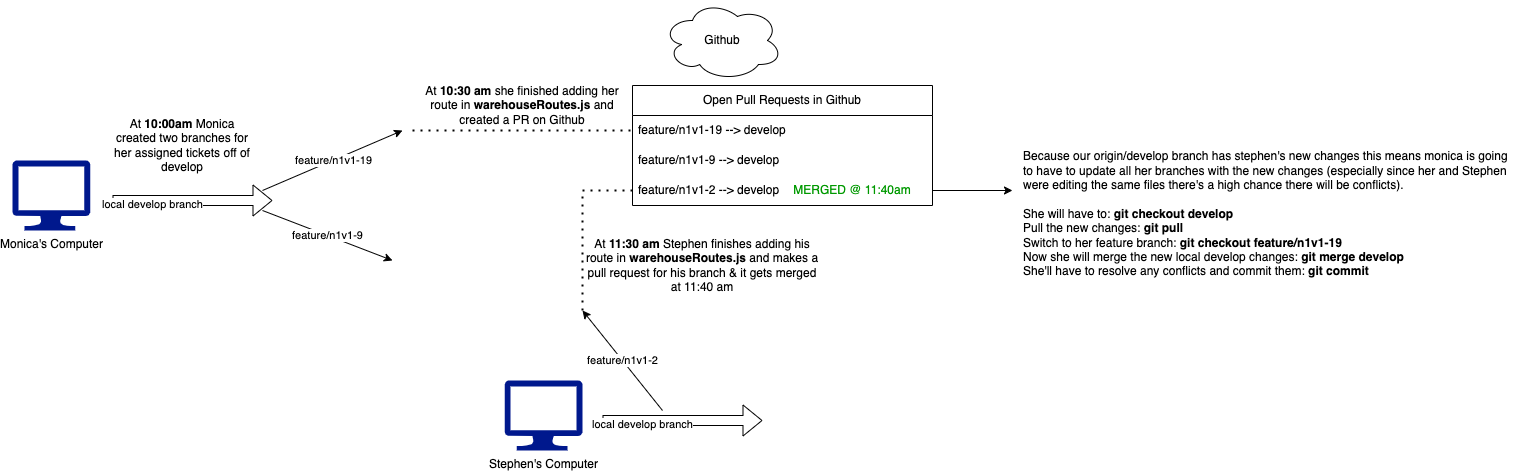 Github
At 10:30 am she finished adding her
route in warehouseRoutes.js and
created a PR on Github
Open Pull Requests in Github
feature/n1v1-19 --> develop
feature/n1v1-9 --> develop
feature/n1v1-2 --> develop MERGED @ 11:40am
At 10:00am Monica
created two branches for
her assigned tickets off of
develop
feature/n1v1-19
local develop branch
feature/n1v1-9
Monica's Computer
Because our origin/develop branch has stephen's new changes this means monica is going
to have to update all her branches with the new changes (especially since her and Stephen
were editing the same files there's a high chance there will be conflicts).
She will have to: git checkout develop
Pull the new changes: git pull
Switch to her feature branch: git checkout feature/n1v1-19
Now she will merge the new local develop changes: git merge develop
She'll have to resolve any conflicts and commit them: git commit
At 11:30 am Stephen finishes adding his
route in warehouseRoutes.js and makes a
pull request for his branch & it gets merged
at 11:40 am
feature/n1v1-2
local develop branch
Stephen's Computer